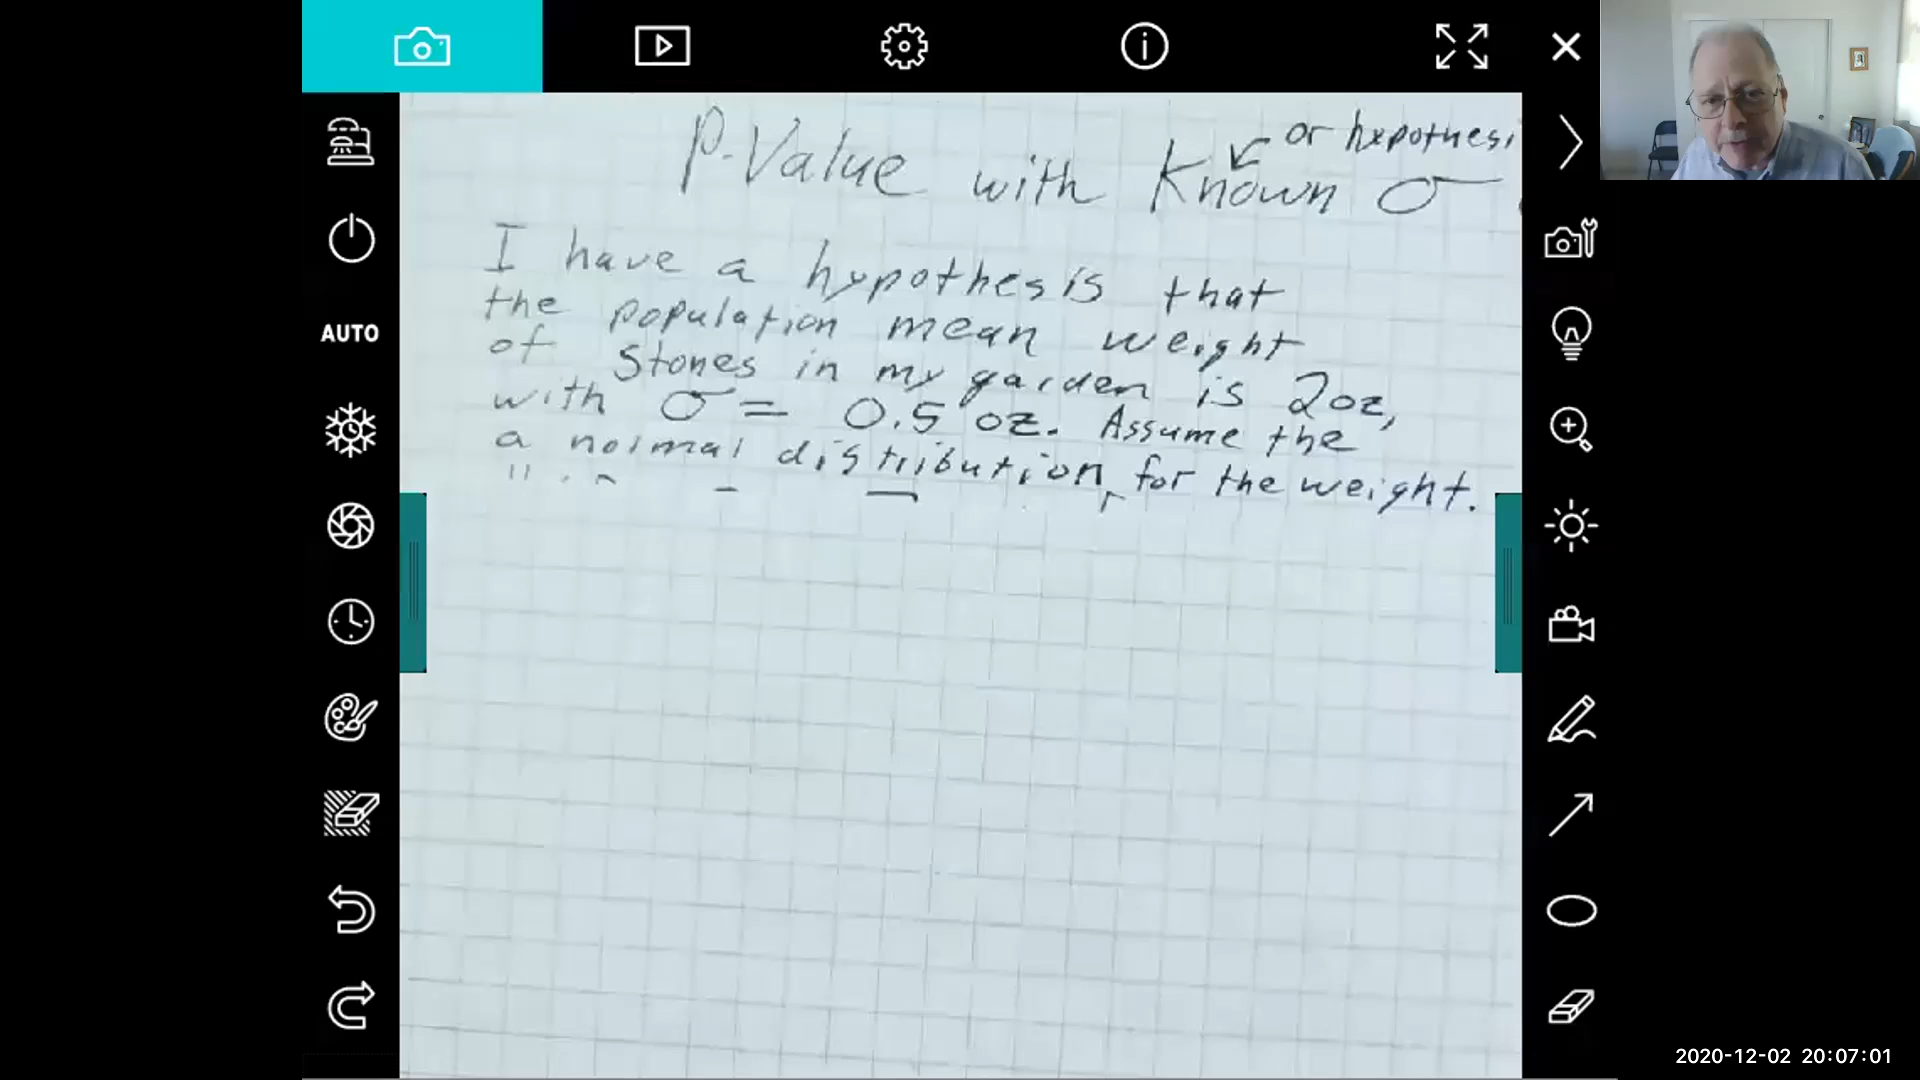 or hypothesi
P-Value with Known σ
I have a hypothesis that
the population mean weight
of Stones in my garden is 2oz,
with σ = 0.5 oz. Assume the
a normal distribution for the weight.
AUTO
2020-12-02 20:07:01